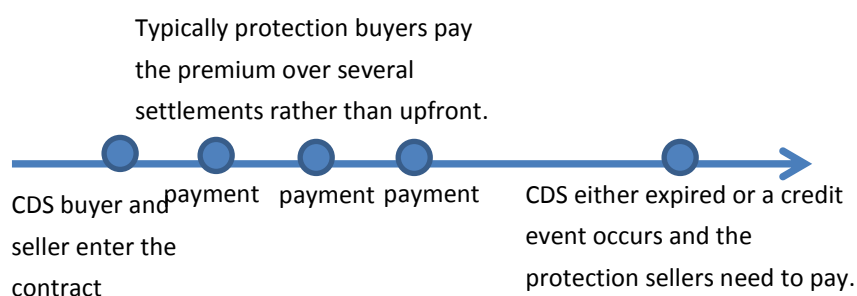 Typically protection buyers pay
the premium over several
settlements rather than upfront.
CDS buyer and
seller enter the
contract
payment
payment
payment
CDS either expired or a credit
event occurs and the
protection sellers need to pay.